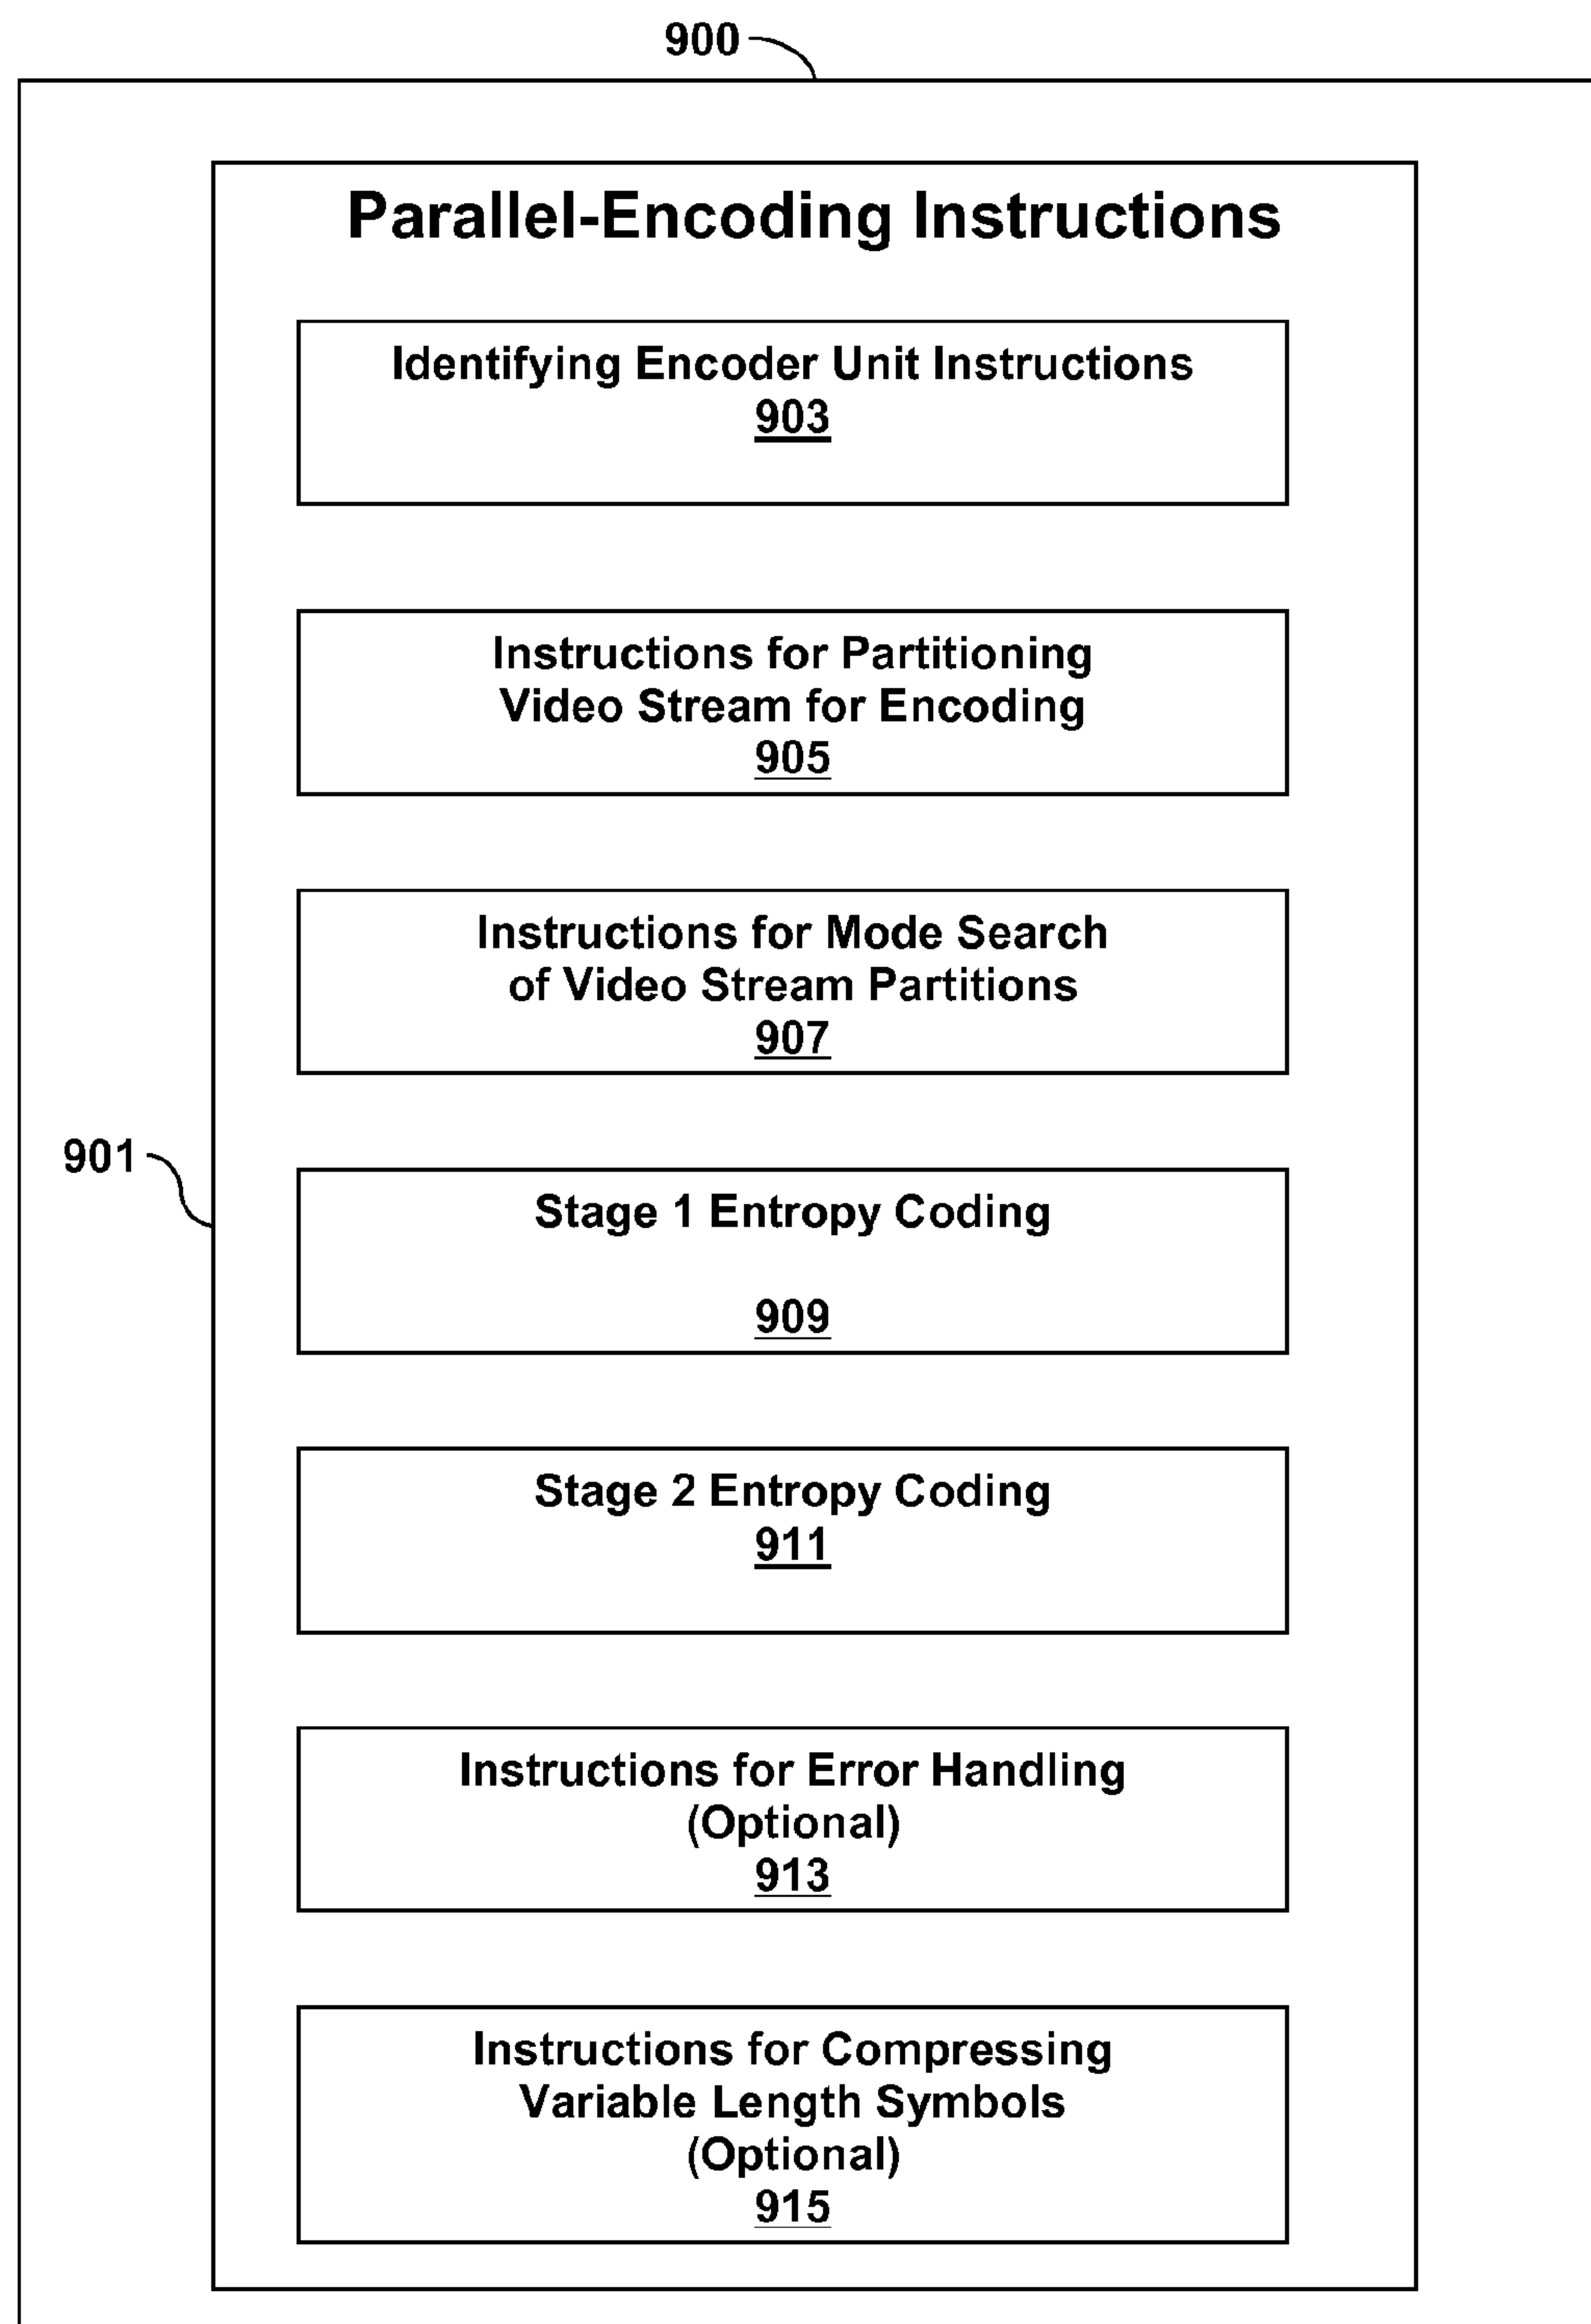 900
Parallel-Encoding Instructions
Identifying Encoder Unit Instructions
903
Instructions for Partitioning
Video Stream for Encoding
905
Instructions for Mode Search
of Video Stream Partitions
907
901
Stage 1 Entropy Coding
909
Stage 2 Entropy Coding
911
Instructions for Error Handling
(Optional)
913
Instructions for Compressing
Variable Length Symbols
(Optional)
915